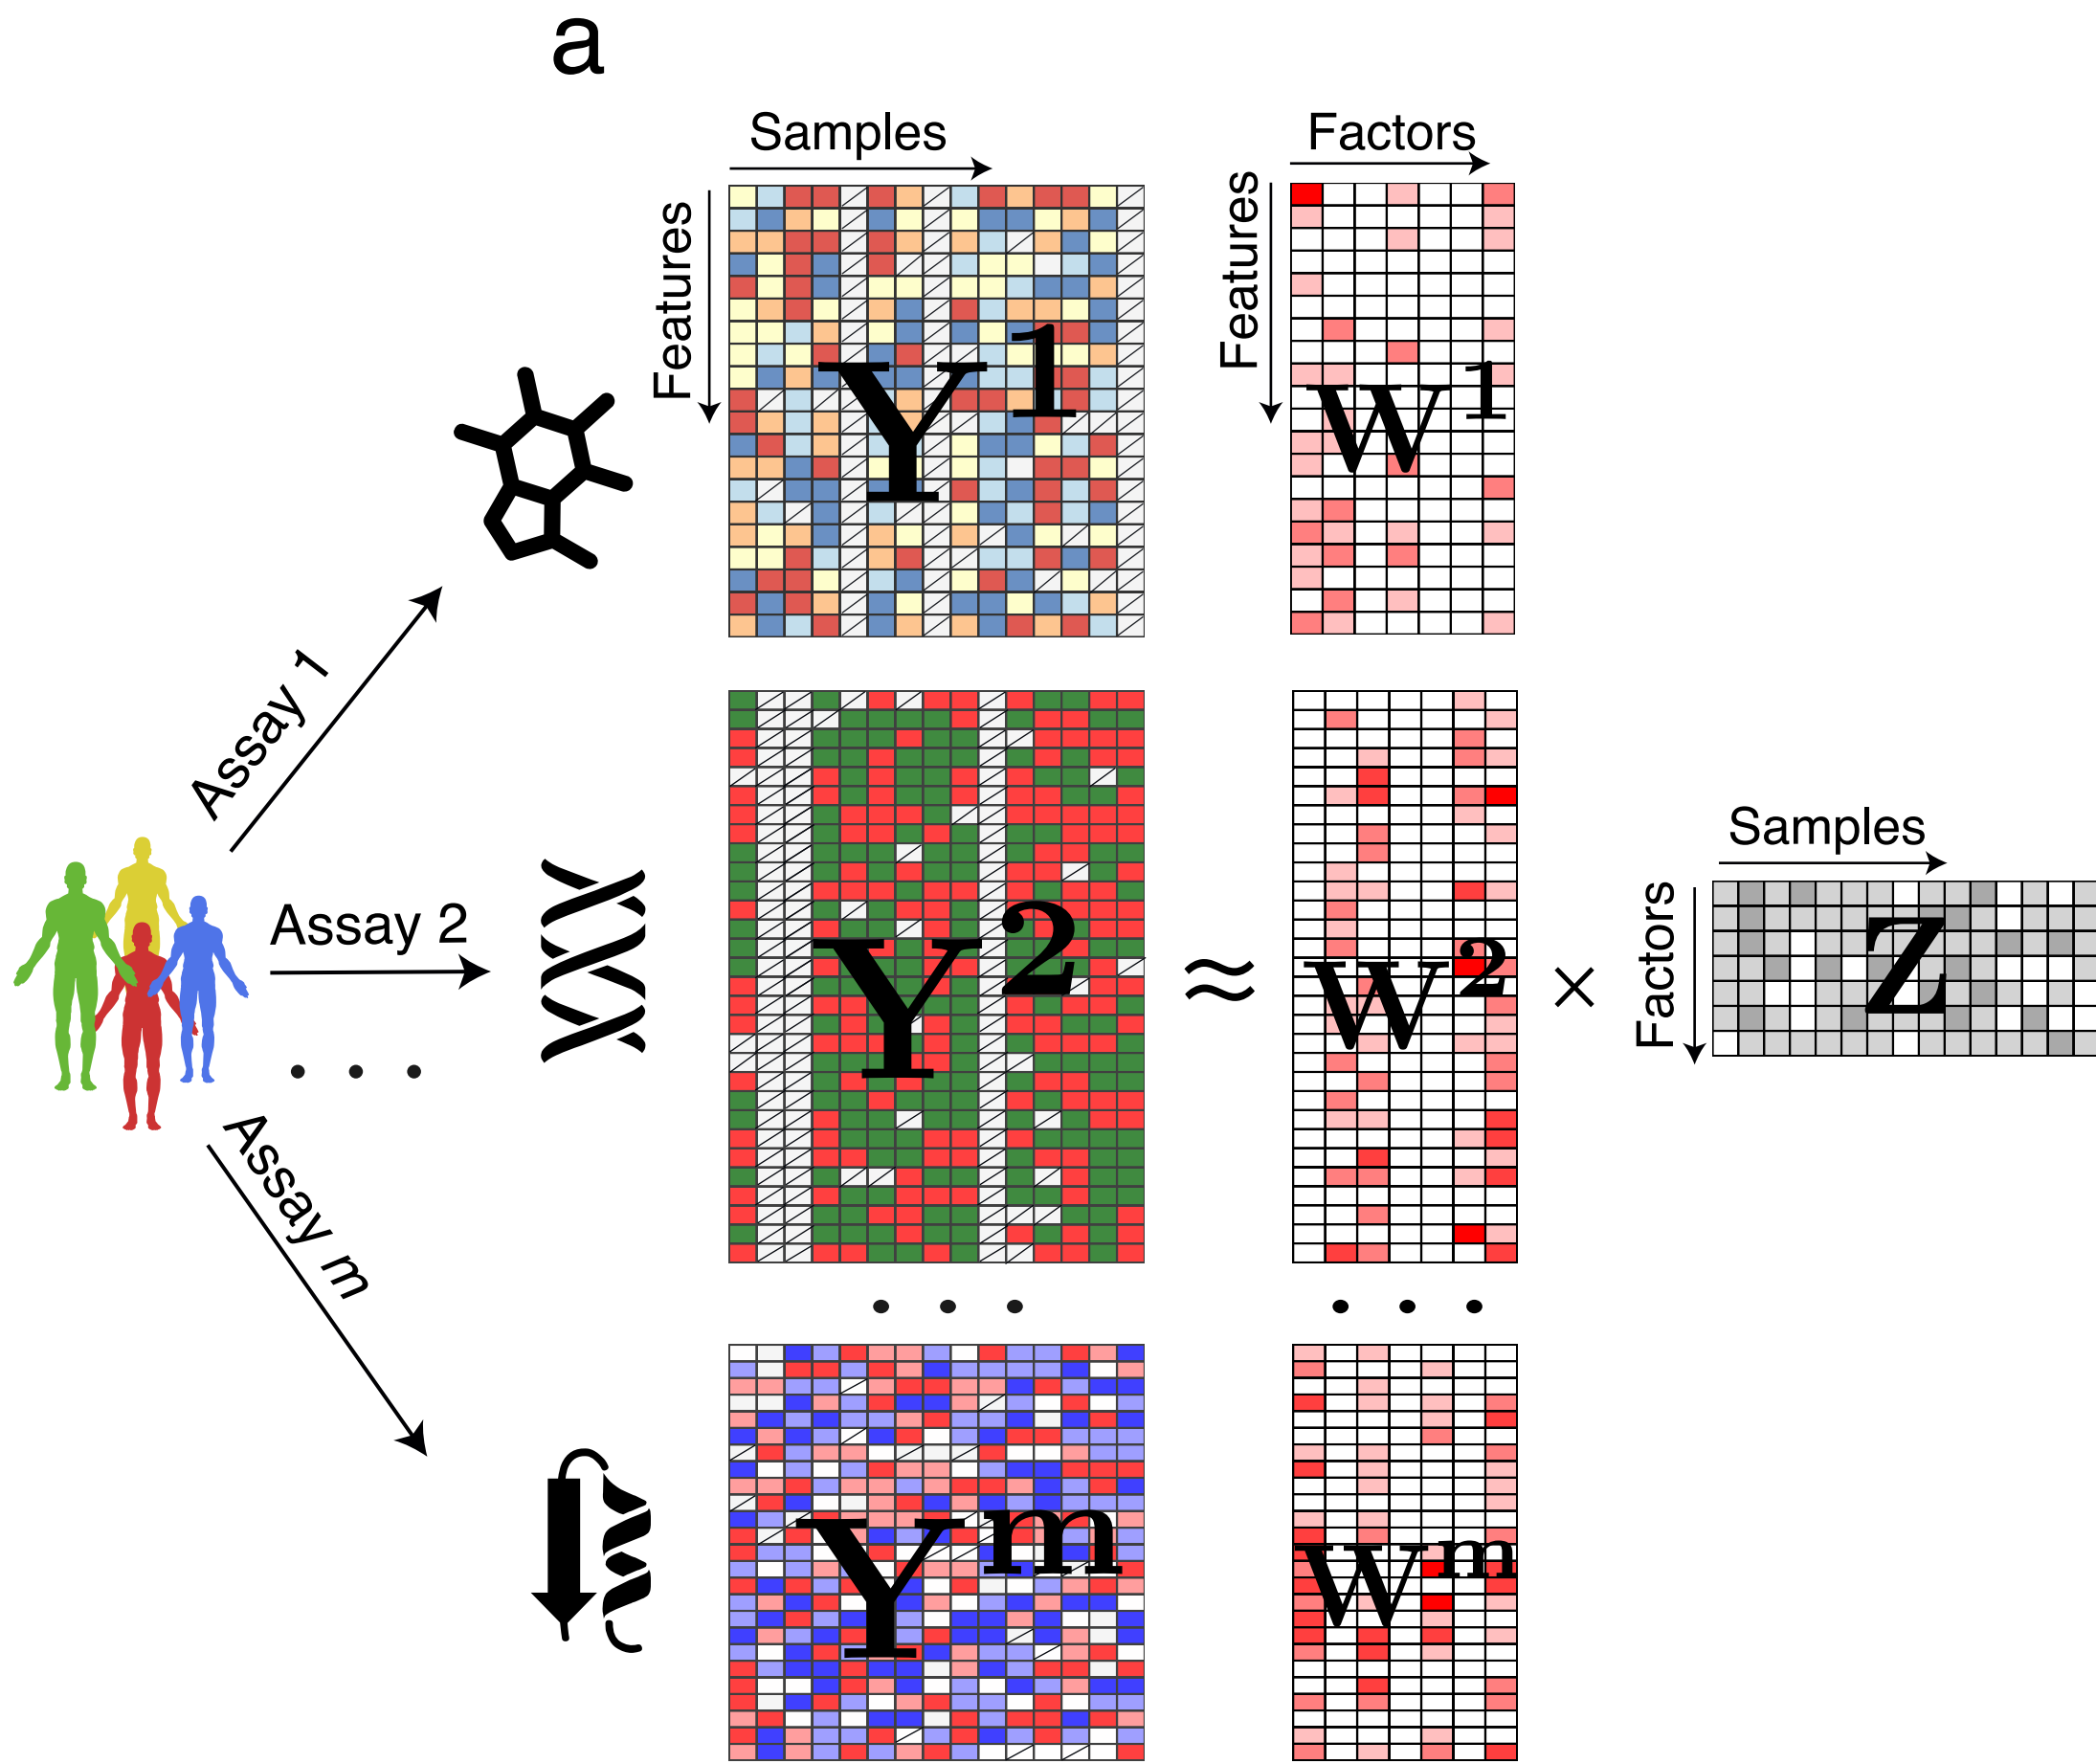 a
Samples
Factors
Features
Features
Y¹
W¹
Assay 1
Samples
Assay 2
Y²
≈
W²
×
Factors
Z
. . .
Assay m
. . .
. . .
Yᵐ
Wᵐ